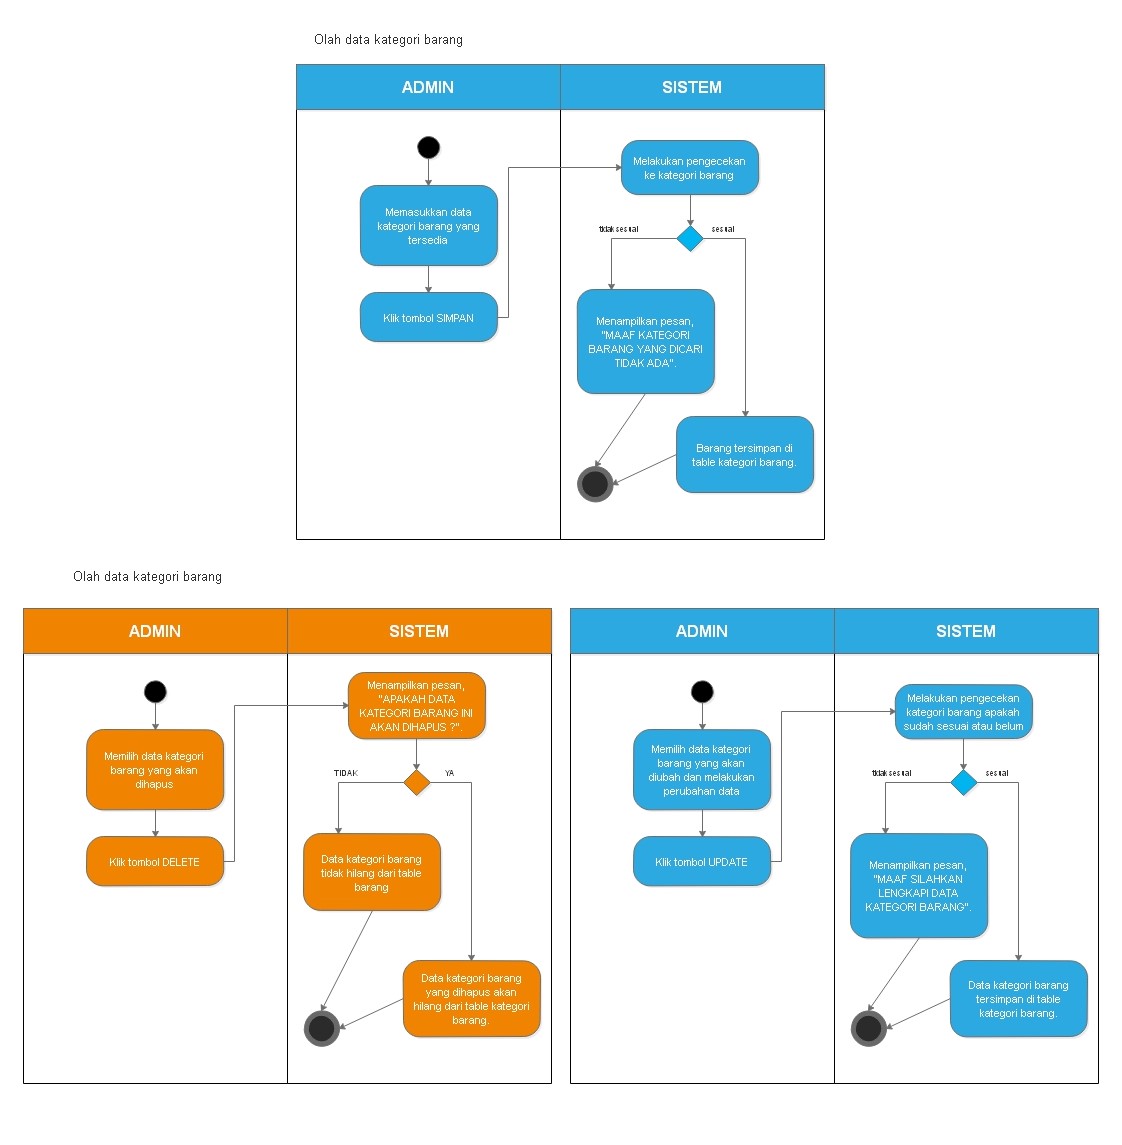 Olah data kategori barang
ADMIN
SISTEM
Memasukkan data
kategori barang yang
tersedia
Klik tombol SIMPAN
Melakukan pengecekan
ke kategori barang
tidak sesuai
sesuai
Menampilkan pesan,
"MAAF KATEGORI
BARANG YANG DICARI
TIDAK ADA".
Barang tersimpan di
table kategori barang.
Olah data kategori barang
ADMIN
SISTEM
Memilih data kategori
barang yang akan
dihapus
Klik tombol DELETE
Menampilkan pesan,
"APAKAH DATA
KATEGORI BARANG INI
AKAN DIHAPUS ?".
TIDAK
YA
Data kategori barang
tidak hilang dari table
barang
Data kategori barang
yang dihapus akan
hilang dari table kategori
barang.
ADMIN
SISTEM
Memilih data kategori
barang yang akan
diubah dan melakukan
perubahan data
Klik tombol UPDATE
Melakukan pengecekan
kategori barang apakah
sudah sesuai atau belum
tidak sesuai
sesuai
Menampilkan pesan,
"MAAF SILAHKAN
LENGKAPI DATA
KATEGORI BARANG".
Data kategori barang
tersimpan di table
kategori barang.